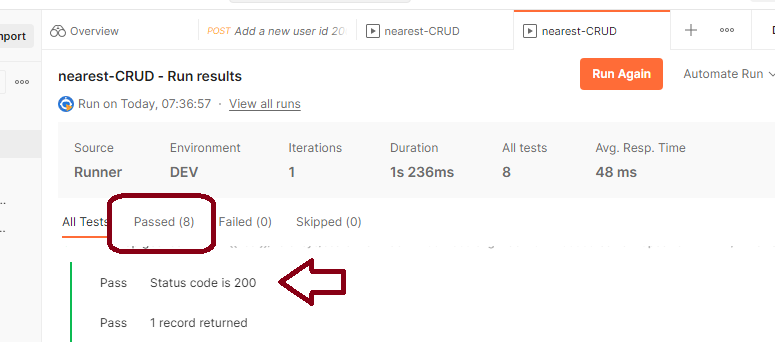 mport
Overview
POST Add a new user id 20
nearest-CRUD
nearest-CRUD
nearest-CRUD - Run results
Run Again
Automate Run
Run on Today, 07:36:57 · View all runs
Source Environment Iterations Duration All tests Avg. Resp. Time
Runner DEV 1 1s 236ms 8 48 ms
All Tests Passed (8) Failed (0) Skipped (0)
Pass Status code is 200
Pass 1 record returned